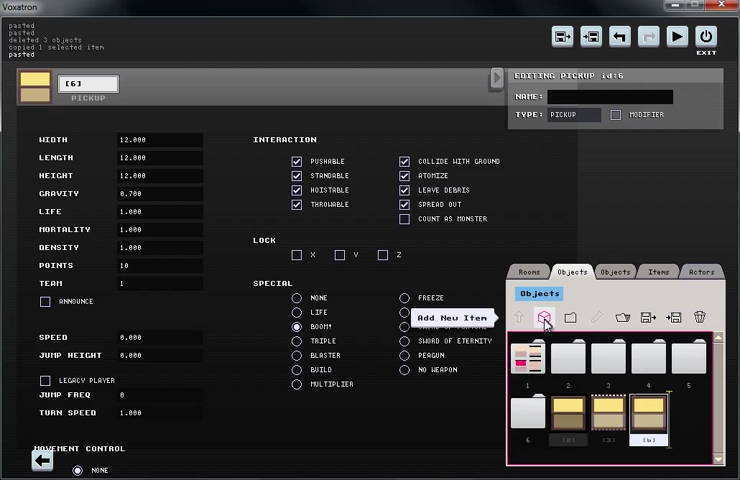 Voxatron
pasted
pasted
deleted 3 objects
copied 1 selected item
pasted
EXIT
[6]
PICKUP
EDITING PICKUP id:6
NAME:
TYPE: PICKUP MODIFIER
WIDTH 12.000
LENGTH 12.000
HEIGHT 12.000
GRAVITY 0.700
LIFE 1.000
MORTALITY 1.000
DENSITY 1.000
POINTS 10
TEAM 1
ANNOUNCE
SPEED 0.000
JUMP HEIGHT 0.000
LEGACY PLAYER
JUMP FREQ 0
TURN SPEED 1.000
MOVEMENT CONTROL
NONE
INTERACTION
PUSHABLE COLLIDE WITH GROUND
STANDABLE ATOMIZE
HOISTABLE LEAVE DEBRIS
THROWABLE SPREAD OUT
COUNT AS MONSTER
LOCK
X Y Z
SPECIAL
NONE FREEZE
LIFE
BOOM!
TRIPLE SWORD OF ETERNITY
BLASTER PEAGUN
BUILD NO WEAPON
MULTIPLIER
Add New Item
Rooms Objects Objects Items Actors
Objects
1 2 3 4 5
6 [2] [3] [6]